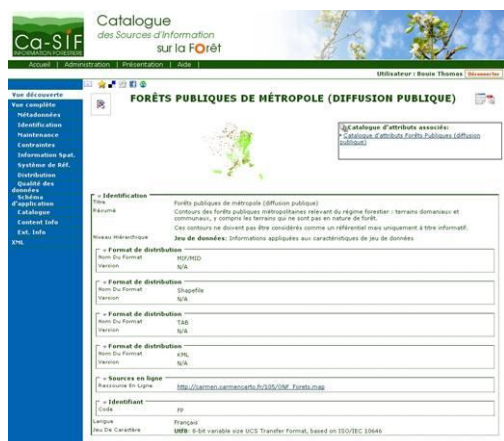 Catalogue
des Sources d'Information
sur la Forêt
Ca-SIF
INFORMATION FORESTIERE
Accueil | Administration | Présentation | Aide |
Utilisateur : Bouix Thomas Déconnecter
Vue découverte
Vue complète
Métadonnées
Identification
Maintenance
Contraintes
Information Spat.
Système de Réf.
Distribution
Qualité des
données
Schéma
d'application
Catalogue
Content Info
Ext. Info
XML
FORÊTS PUBLIQUES DE MÉTROPOLE (DIFFUSION PUBLIQUE)
Catalogue d'attributs associés:
Catalogue d'attributs Forêts Publiques (diffusion
publique)
Identification
Titre Forêts publiques de métropole (diffusion publique)
Résumé Contours des forêts publiques métropolitaines relevant du régime forestier : terrains domaniaux et
communaux, y compris les terrains qui ne sont pas en nature de forêt.
Ces contours ne doivent pas être considérés comme un référentiel mais uniquement à titre informatif.
Niveau Hiérarchique Jeu de données: Informations appliquées aux caractéristiques de jeu de données
Format de distribution
Nom Du Format MIF/MID
Version N/A
Format de distribution
Nom Du Format Shapefile
Version N/A
Format de distribution
Nom Du Format TAB
Version N/A
Format de distribution
Nom Du Format KML
Version N/A
Sources en ligne
Ressource En Ligne http://carmen.carmencarto.fr/105/ONF_Forets.map
Identifiant
Code FP
Langue Français
Jeu De Caractère Utf8: 8-bit variable size UCS Transfer Format, based on ISO/IEC 10646